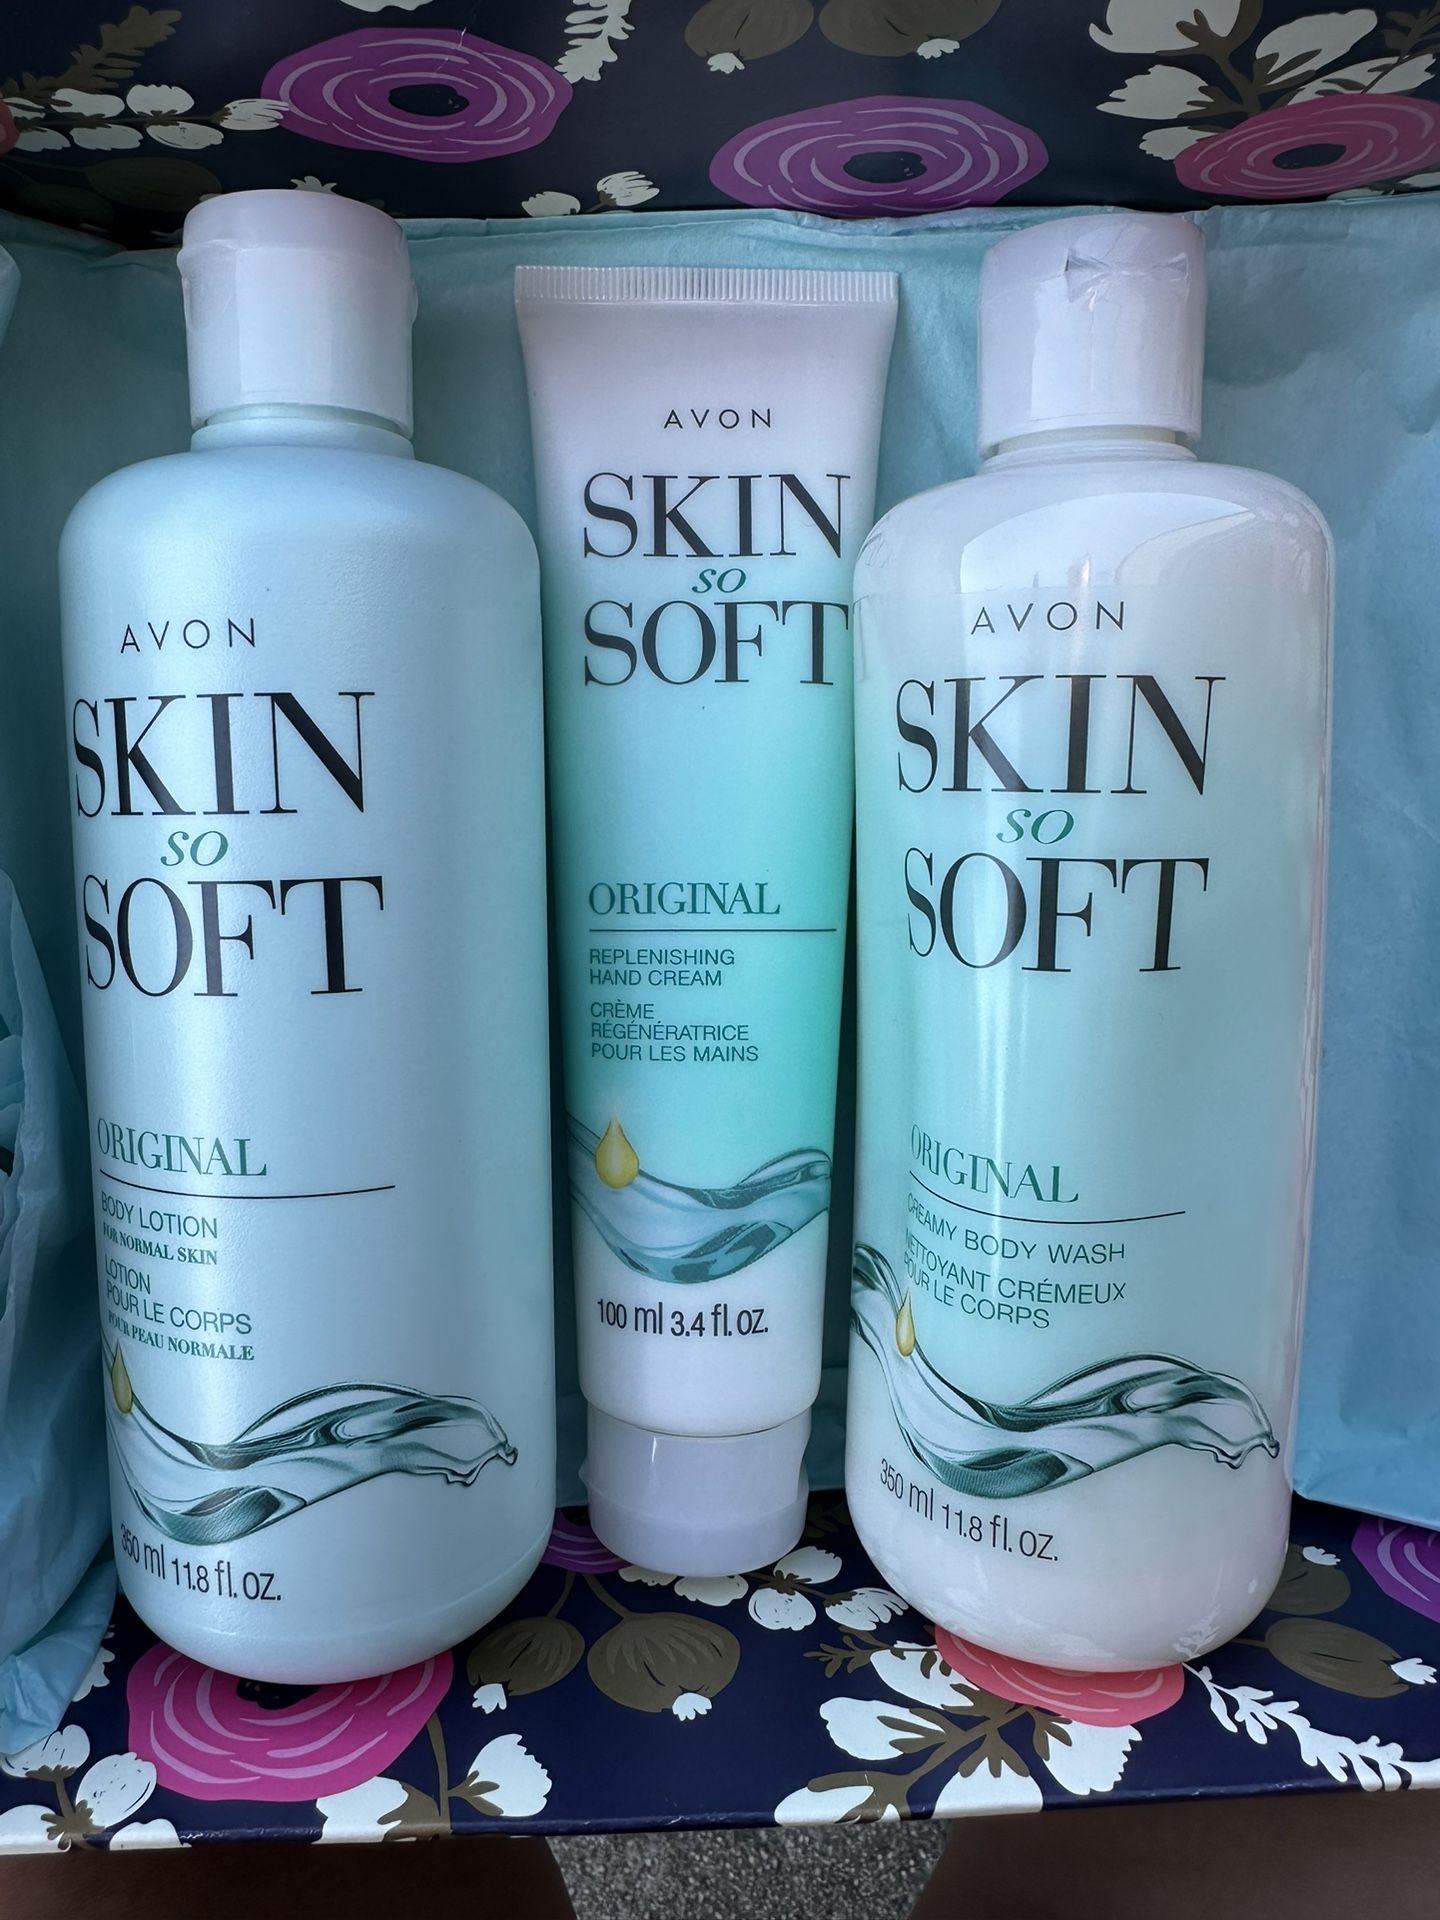 AVON
SKIN
so
SOFT
ORIGINAL
BODY LOTION
FOR NORMAL SKIN
LOTION
POUR LE CORPS
POUR PEAU NORMALE
350 ml 11.8 fl. oz.
AVON
SKIN
so
SOFT
ORIGINAL
REPLENISHING
HAND CREAM
CRÈME
RÉGÉNÉRATRICE
POUR LES MAINS
100 ml 3.4 fl. oz.
AVON
SKIN
so
SOFT
ORIGINAL
CREAMY BODY WASH
NETTOYANT CRÉMEUX
POUR LE CORPS
350 ml 11.8 fl. oz.